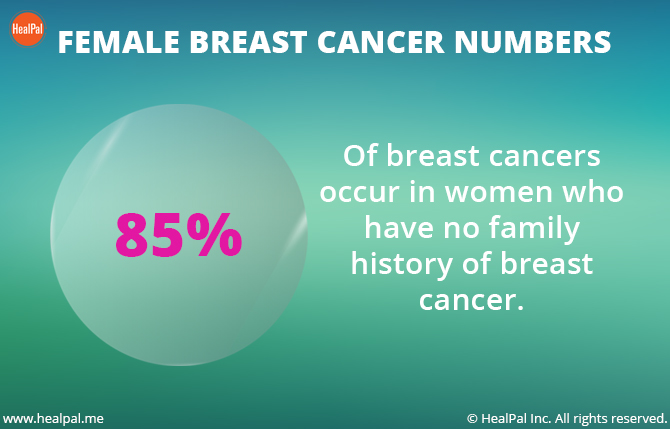 HealPal
FEMALE BREAST CANCER NUMBERS
85%
Of breast cancers
occur in women who
have no family
history of breast
cancer.
www.healpal.me
© HealPal Inc. All rights reserved.